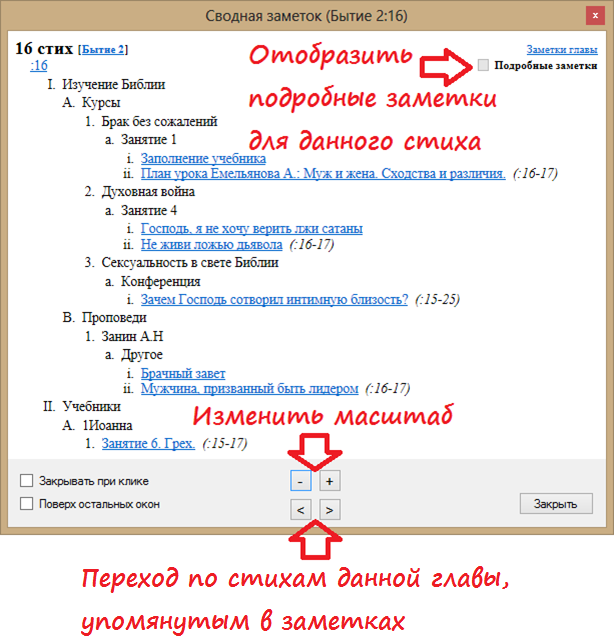 Сводная заметок (Бытие 2:16)
x
16 стих [Бытие 2]
Заметки главы
:16
Подробные заметки
Отобразить
подробные заметки
для данного стиха
I. Изучение Библии
A. Курсы
1. Брак без сожалений
a. Занятие 1
i. Заполнение учебника
ii. План урока Емельянова А.: Муж и жена. Сходства и различия. (:16-17)
2. Духовная война
a. Занятие 4
i. Господь, я не хочу верить лжи сатаны
ii. Не живи ложью дьявола (:16-17)
3. Сексуальность в свете Библии
a. Конференция
i. Зачем Господь сотворил интимную близость? (:15-25)
B. Проповеди
1. Занин А.Н
a. Другое
i. Брачный завет
ii. Мужчина, призванный быть лидером (:16-17)
II. Учебники
A. 1Иоанна
1. Занятие 6. Грех. (:15-17)
Изменить масштаб
Закрывать при клике
- +
Поверх остальных окон
< >
Закрыть
Переход по стихам данной главы,
упомянутым в заметках